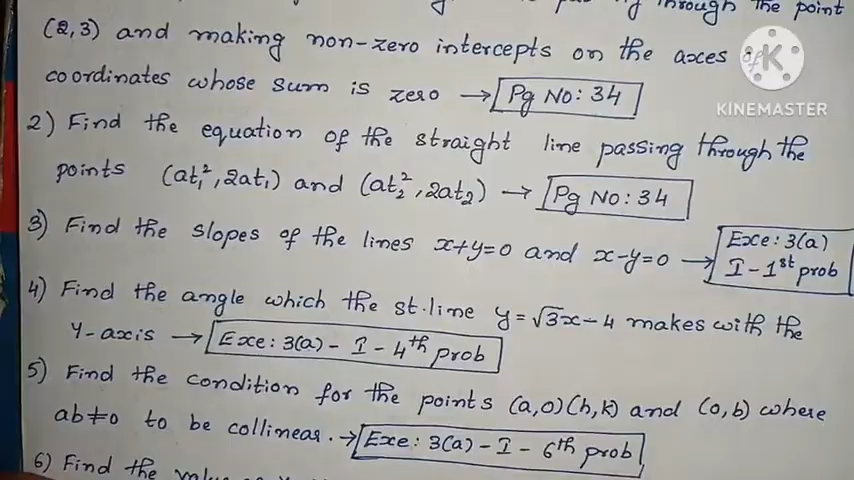 through the point
(2,3) and making non-zero intercepts on the axes of
coordinates whose sum is zero → Pg No: 34
K
KINEMASTER
2) Find the equation of the straight line passing through the
points (at₁², 2at₁) and (at₂², 2at₂) → Pg No: 34
3) Find the slopes of the lines x+y=0 and x-y=0 → Exe: 3(a)
I - 1st prob
4) Find the angle which the st.line y = √3x - 4 makes with the
Y-axis → Exe: 3(a) - I - 4th prob
5) Find the condition for the points (a,0)(h,k) and (0,b) where
ab≠0 to be collinear. → Exe: 3(a) - I - 6th prob
6) Find the value